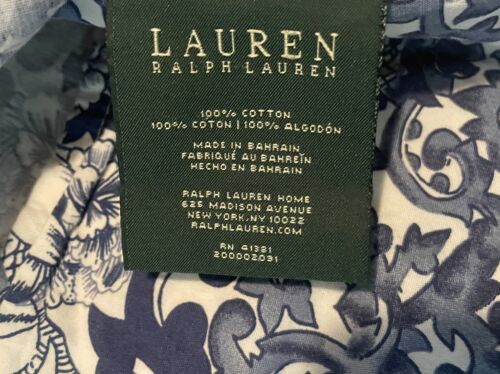 LAUREN
RALPH LAUREN
100% COTTON
100% COTON | 100% ALGODÓN
MADE IN BAHRAIN
FABRIQUÉ AU BAHREÏN
HECHO EN BAHRAIN
RALPH LAUREN HOME
625 MADISON AVENUE
NEW YORK, NY 10022
RALPHLAUREN.COM
RN 41381
200002031